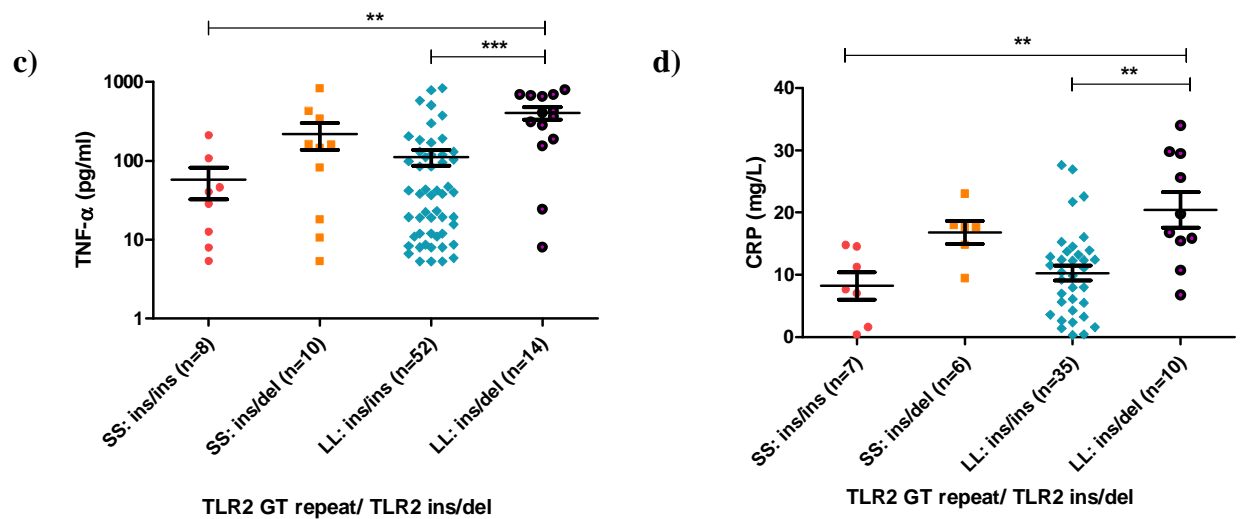 c)
**
***
TNF-α (pg/ml)
1000
100
10
1
SS: ins/ins (n=8)
SS: ins/del (n=10)
LL: ins/ins (n=52)
LL: ins/del (n=14)
TLR2 GT repeat/ TLR2 ins/del
d)
**
**
CRP (mg/L)
40
30
20
10
0
SS: ins/ins (n=7)
SS: ins/del (n=6)
LL: ins/ins (n=35)
LL: ins/del (n=10)
TLR2 GT repeat/ TLR2 ins/del